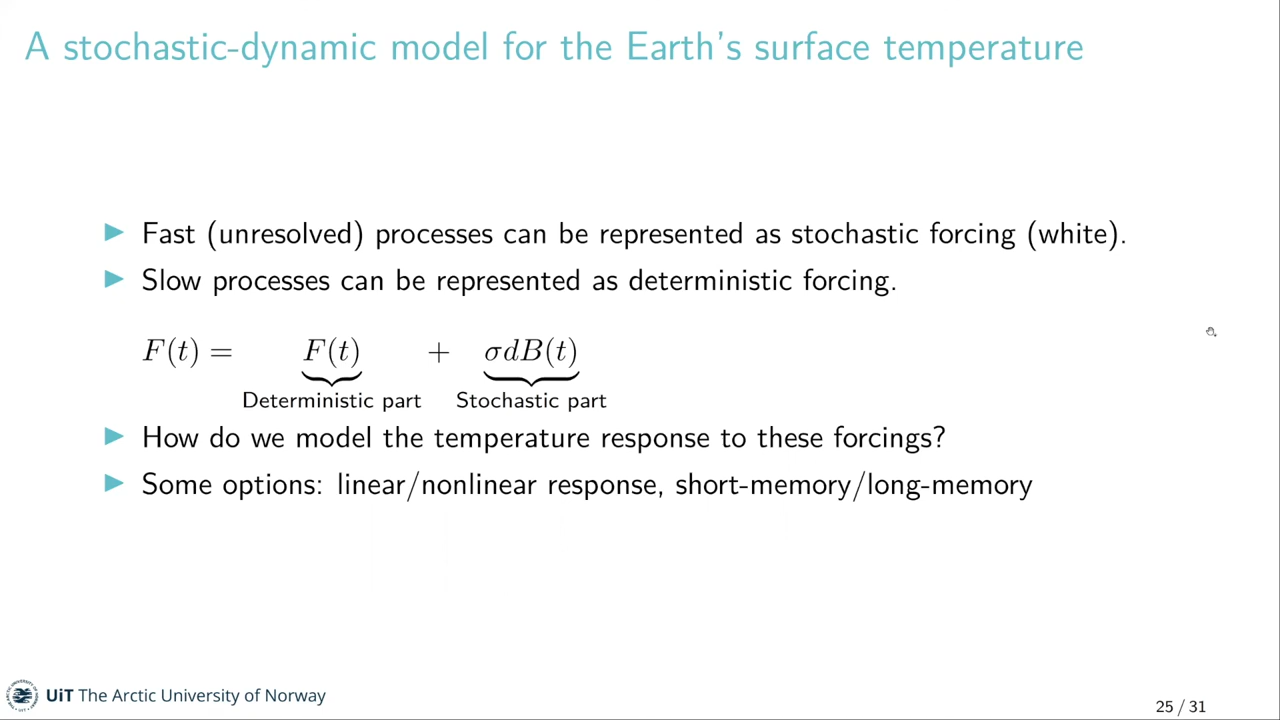 A stochastic-dynamic model for the Earth's surface temperature
▶ Fast (unresolved) processes can be represented as stochastic forcing (white).
▶ Slow processes can be represented as deterministic forcing.
F(t) = F(t) + σdB(t)
Deterministic part Stochastic part
▶ How do we model the temperature response to these forcings?
▶ Some options: linear/nonlinear response, short-memory/long-memory
UiT The Arctic University of Norway
25 / 31